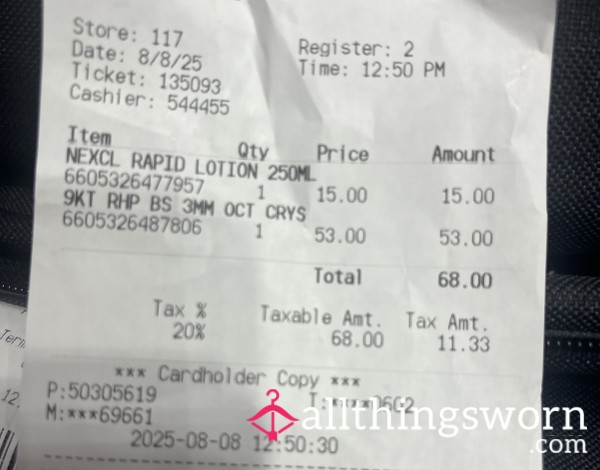 Store: 117
Register: 2
Date: 8/8/25
Time: 12:50 PM
Ticket: 135093
Cashier: 544455
Item Qty Price Amount
NEXCL RAPID LOTION 250ML
6605326477957 1 15.00 15.00
9KT RHP BS 3MM OCT CRYS
6605326487806 1 53.00 53.00
Total 68.00
Tax % Taxable Amt. Tax Amt.
20% 68.00 11.33
*** Cardholder Copy ***
P:50305619
M:***69661
2025-08-08 12:50:30
allthingsworn
.com
12.